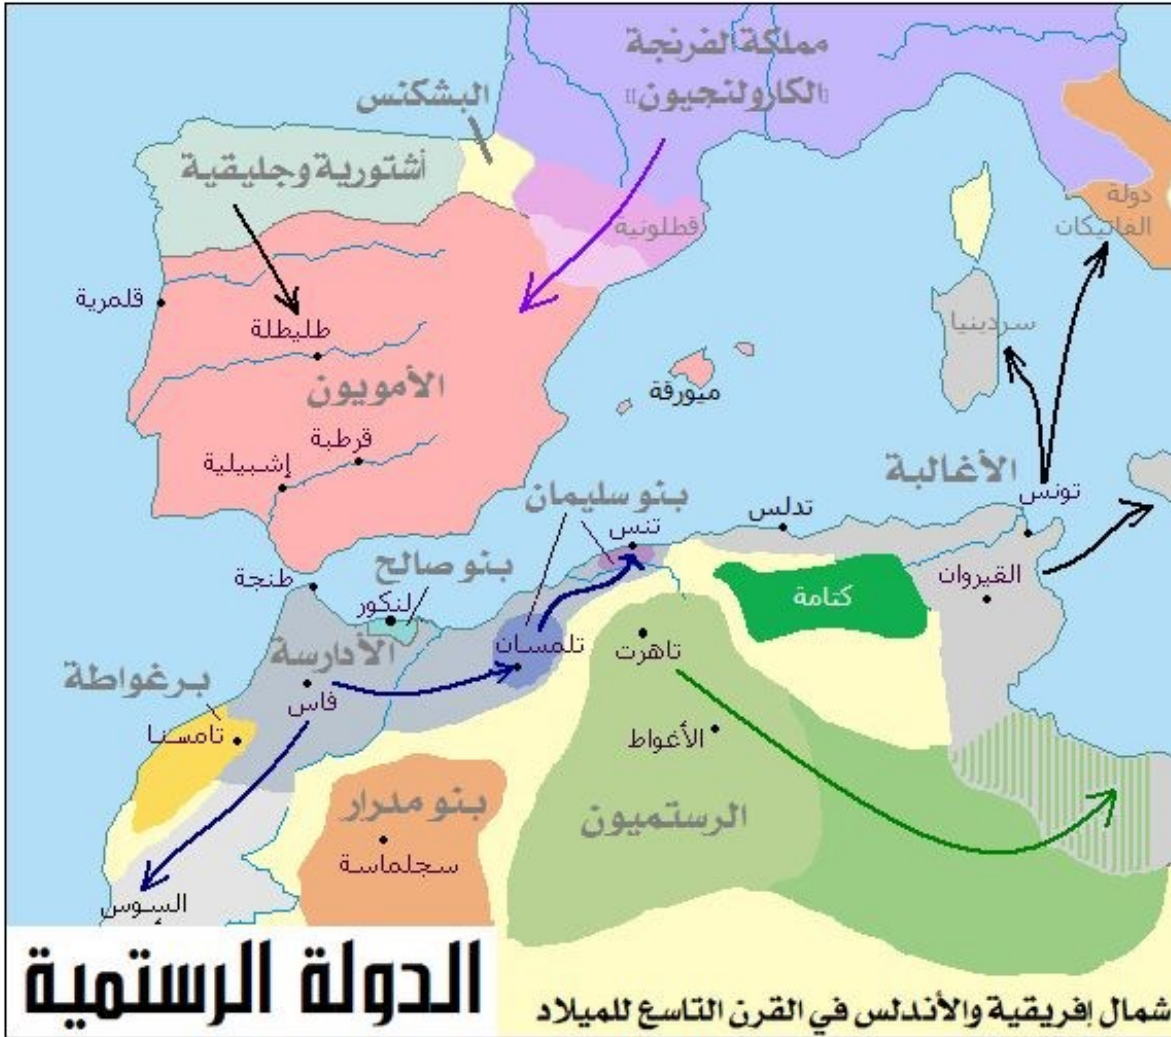 مملكة الفرنجة
"الكارولنجيون"
البشكنس
أشتورية وجليقية
دولة
الفاتيكات
قطلونية
قلمرية
سردينيا
طليطلة
ميورقة
الأمويون
قرطبة
إشبيلية
الأغالبة
تونس
بنو سليمان
تدلس
تنس
بنو صالح
طنجة
القيروان
كتامة
لنكور
تلمسان
تاهرت
الأدارسة
برغواطة
فاس
تامسنا
الأغواط
بنو مدرار
الرستميون
سجلماسة
السوس
الدولة الرستمية
شمال إفريقية والأندلس في القرن التاسع للميلاد